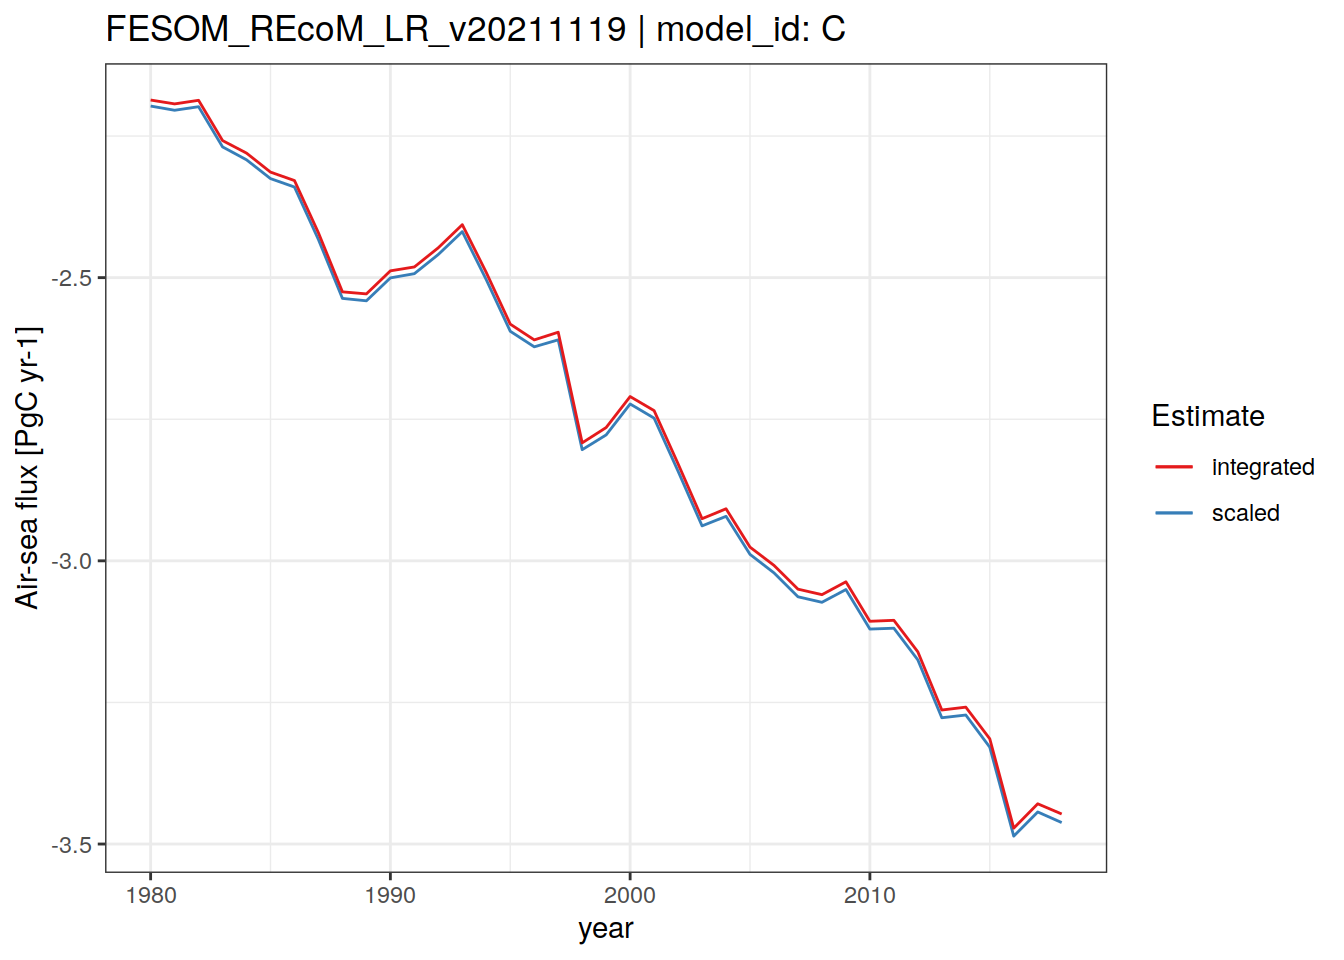 FESOM_REcoM_LR_v20211119 | model_id: C
Air-sea flux [PgC yr-1]
-2.5
-3.0
-3.5
1980
1990
2000
2010
year
Estimate
integrated
scaled